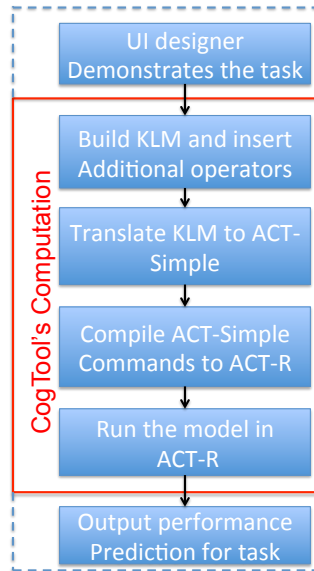 UI designer
Demonstrates the task
CogTool's Computation
Build KLM and insert
Additional operators
Translate KLM to ACT-
Simple
Compile ACT-Simple
Commands to ACT-R
Run the model in
ACT-R
Output performance
Prediction for task